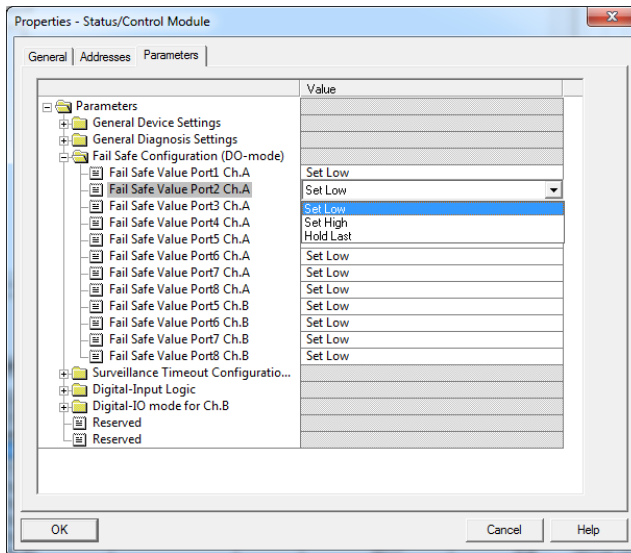 Properties - Status/Control Module
General Addresses Parameters
Value
Parameters
General Device Settings
General Diagnosis Settings
Fail Safe Configuration (DO-mode)
Fail Safe Value Port1 Ch.A Set Low
Fail Safe Value Port2 Ch.A Set Low
Fail Safe Value Port3 Ch.A Set Low
Fail Safe Value Port4 Ch.A Set High
Fail Safe Value Port5 Ch.A Hold Last
Fail Safe Value Port6 Ch.A Set Low
Fail Safe Value Port7 Ch.A Set Low
Fail Safe Value Port8 Ch.A Set Low
Fail Safe Value Port5 Ch.B Set Low
Fail Safe Value Port6 Ch.B Set Low
Fail Safe Value Port7 Ch.B Set Low
Fail Safe Value Port8 Ch.B Set Low
Surveillance Timeout Configuratio...
Digital-Input Logic
Digital-IO mode for Ch.B
Reserved
Reserved
OK Cancel Help